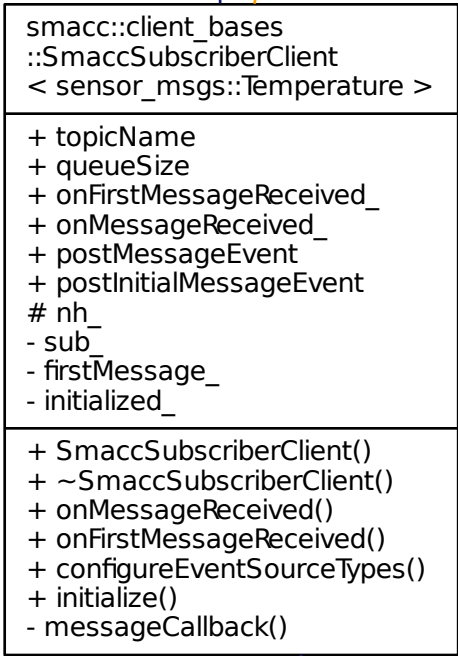 smacc::client_bases
::SmaccSubscriberClient
< sensor_msgs::Temperature >
+ topicName
+ queueSize
+ onFirstMessageReceived_
+ onMessageReceived_
+ postMessageEvent
+ postInitialMessageEvent
# nh_
- sub_
- firstMessage_
- initialized_
+ SmaccSubscriberClient()
+ ~SmaccSubscriberClient()
+ onMessageReceived()
+ onFirstMessageReceived()
+ configureEventSourceTypes()
+ initialize()
- messageCallback()